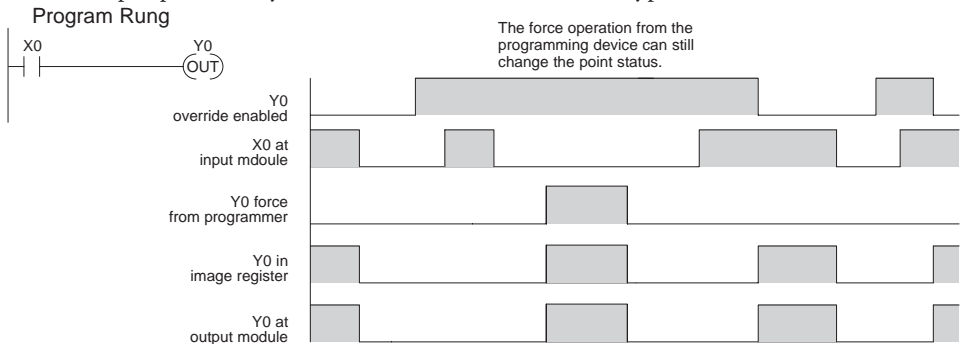 Program Rung
X0 Y0
OUT
The force operation from the
programming device can still
change the point status.
Y0
override enabled
X0 at
input mdoule
Y0 force
from programmer
Y0 in
image register
Y0 at
output module